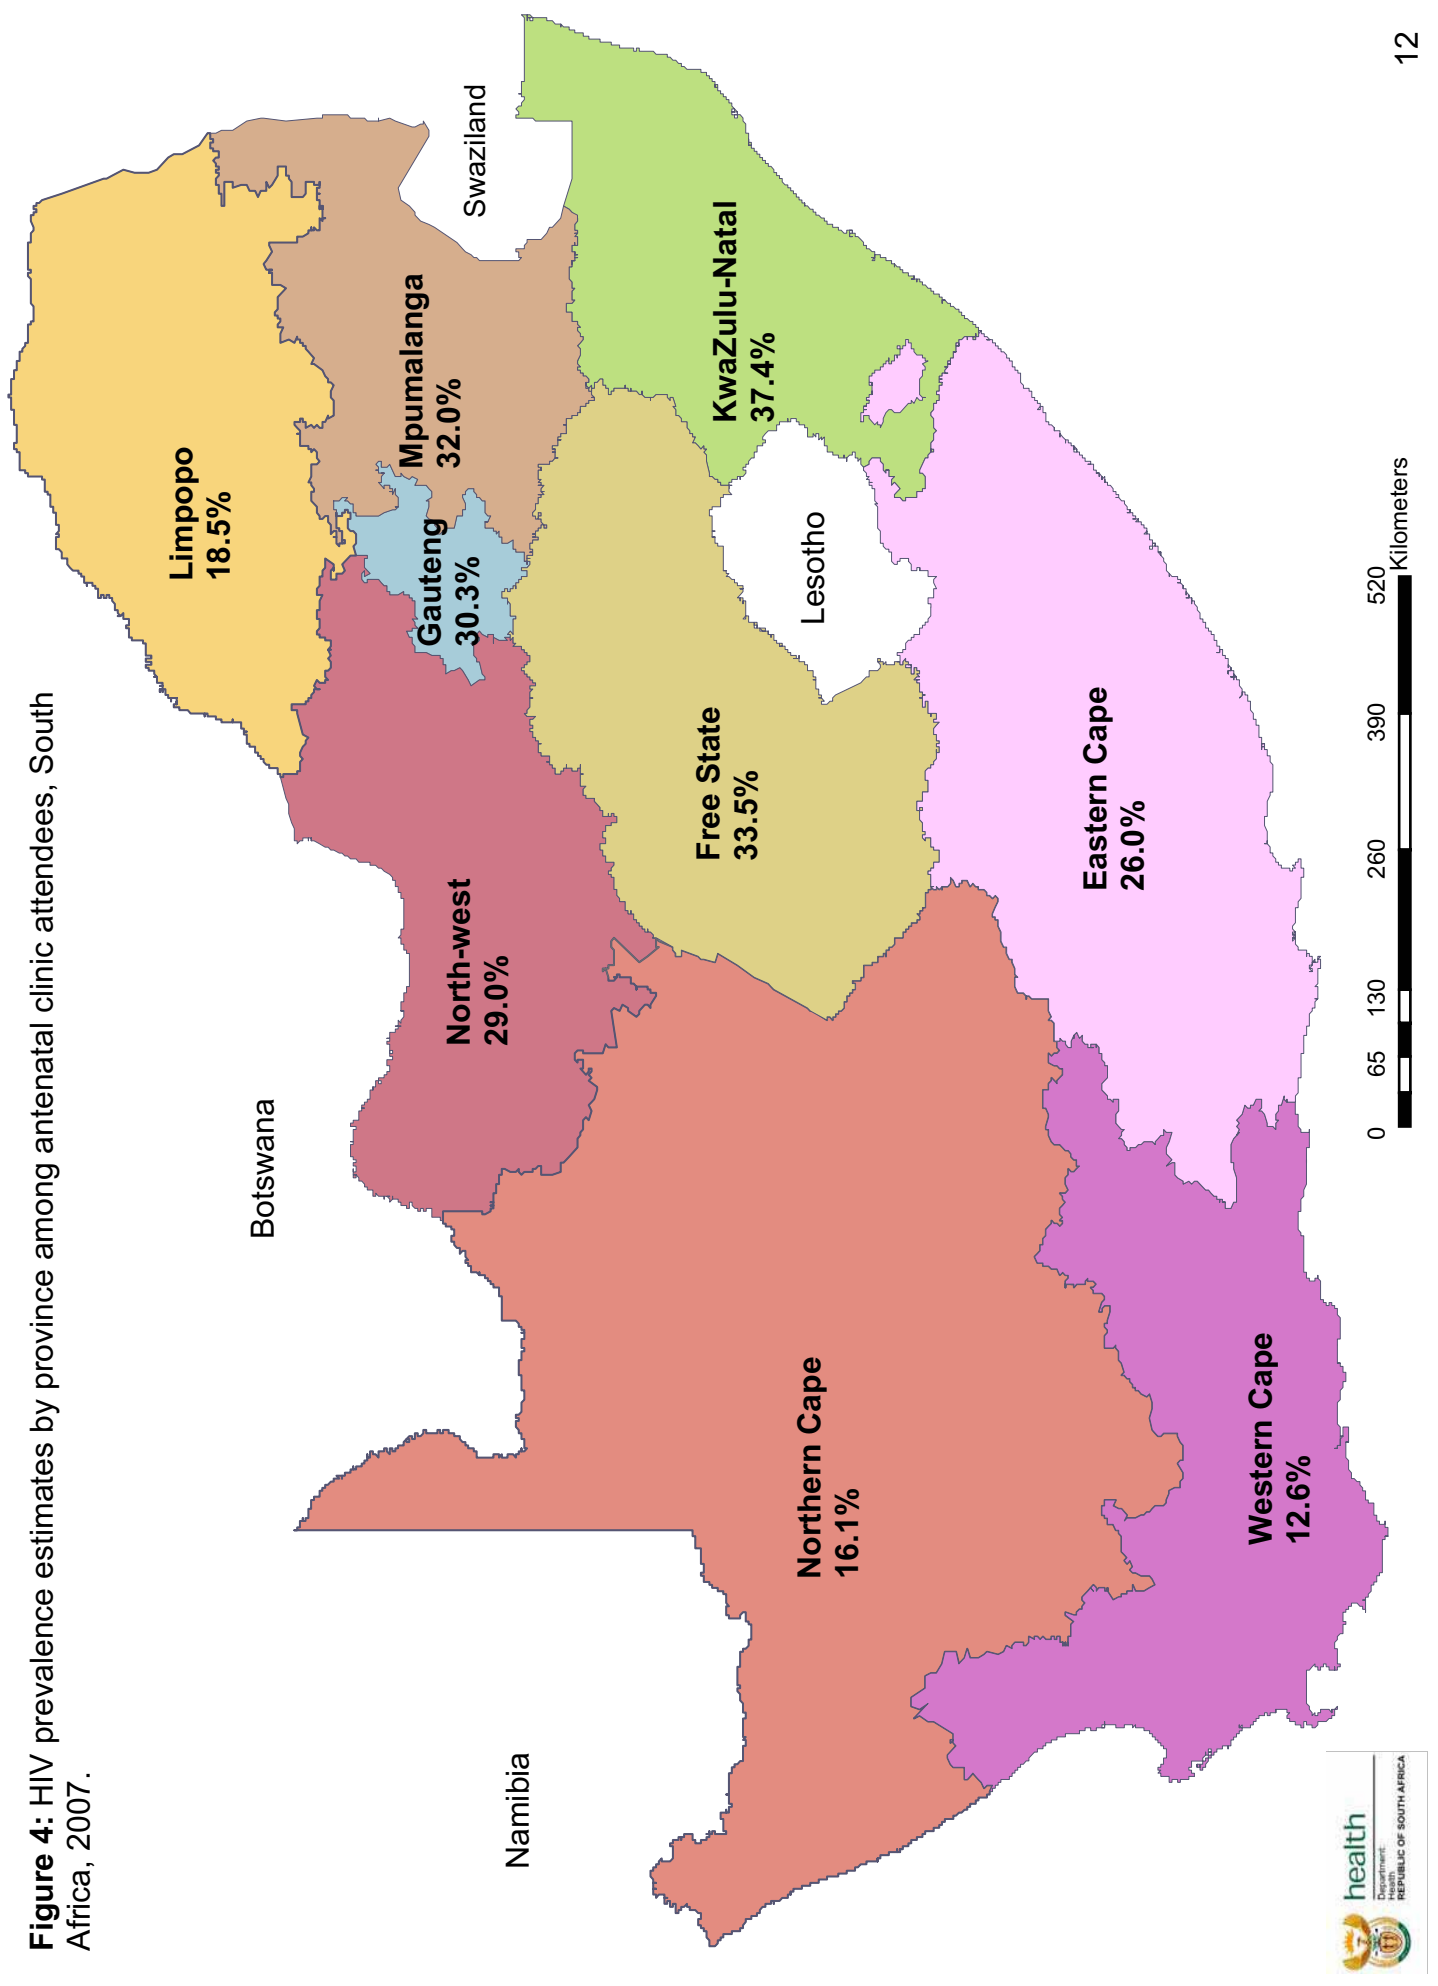 Figure 4: HIV prevalence estimates by province among antenatal clinic attendees, South
Africa, 2007.
Limpopo
18.5%
Botswana
Mpumalanga
32.0%
Swaziland
Gauteng
30.3%
North-west
29.0%
Namibia
Free State
33.5%
KwaZulu-Natal
37.4%
Lesotho
Northern Cape
16.1%
Eastern Cape
26.0%
Western Cape
12.6%
0 65 130 260 390 520
Kilometers
health
Department:
Health
REPUBLIC OF SOUTH AFRICA
12